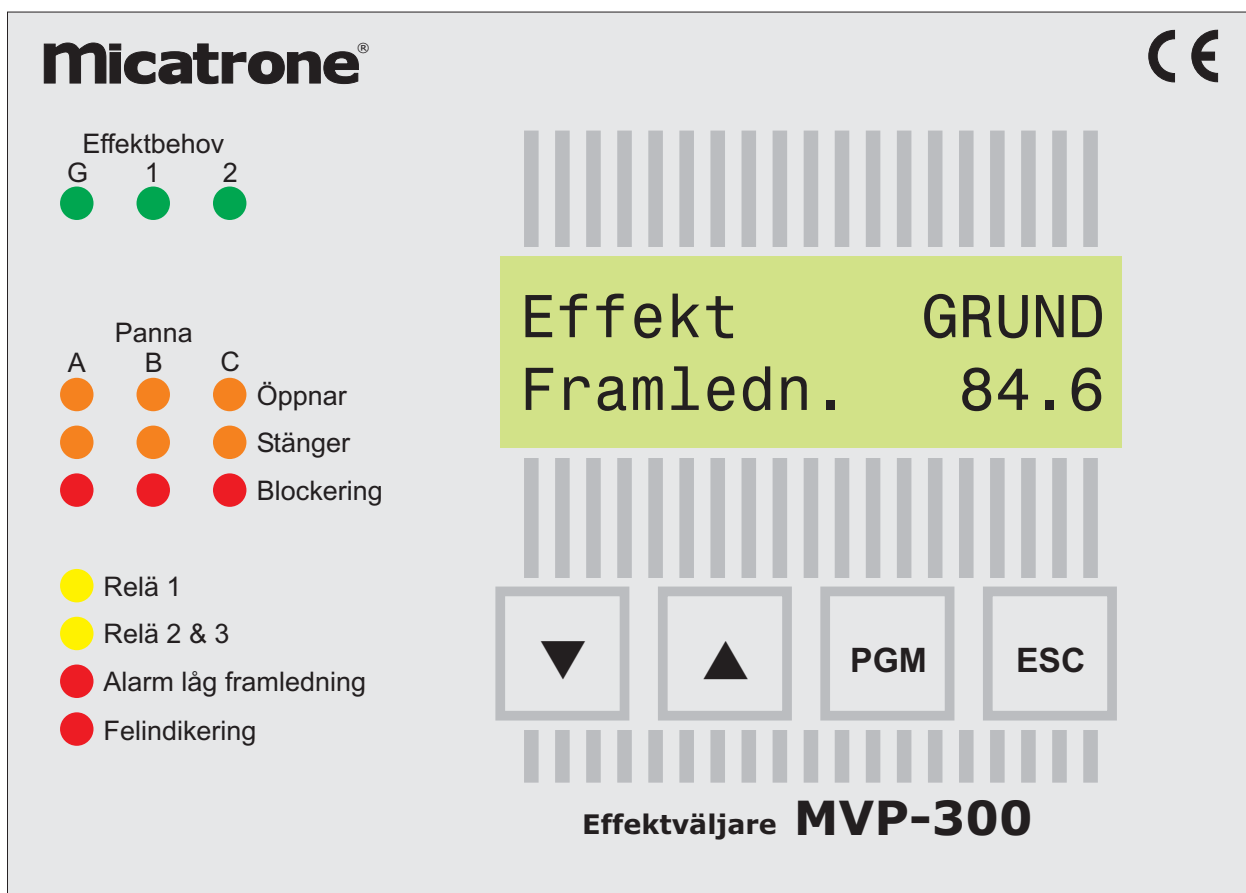 micatrone®
CE
Effektbehov
G 1 2
Panna
A B C
Öppnar
Stänger
Blockering
Relä 1
Relä 2 & 3
Alarm låg framledning
Felindikering
Effekt GRUND
Framledn. 84.6
▼ ▲ PGM ESC
Effektväljare MVP-300